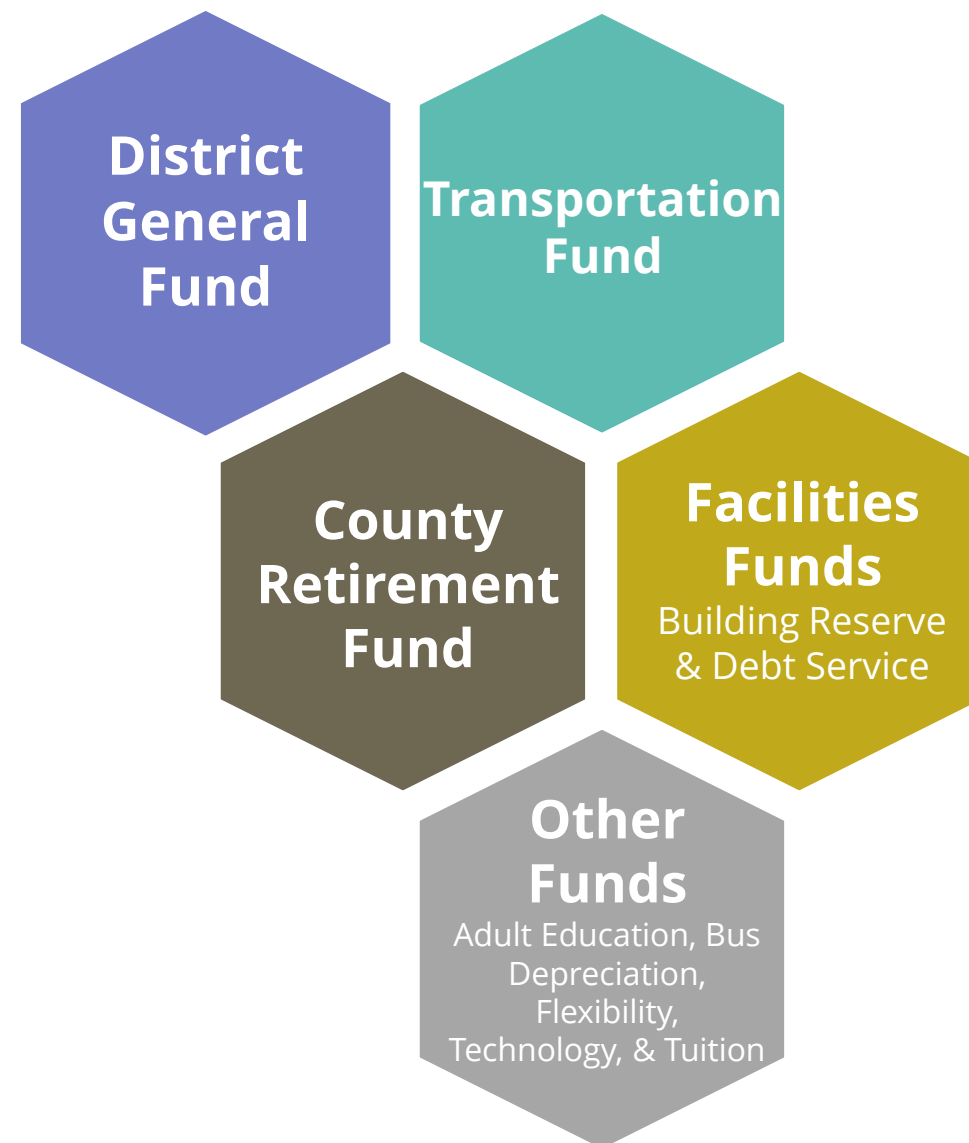 District
General
Fund
Transportation
Fund
County
Retirement
Fund
Facilities
Funds
Building Reserve
& Debt Service
Other
Funds
Adult Education, Bus
Depreciation,
Flexibility,
Technology, & Tuition